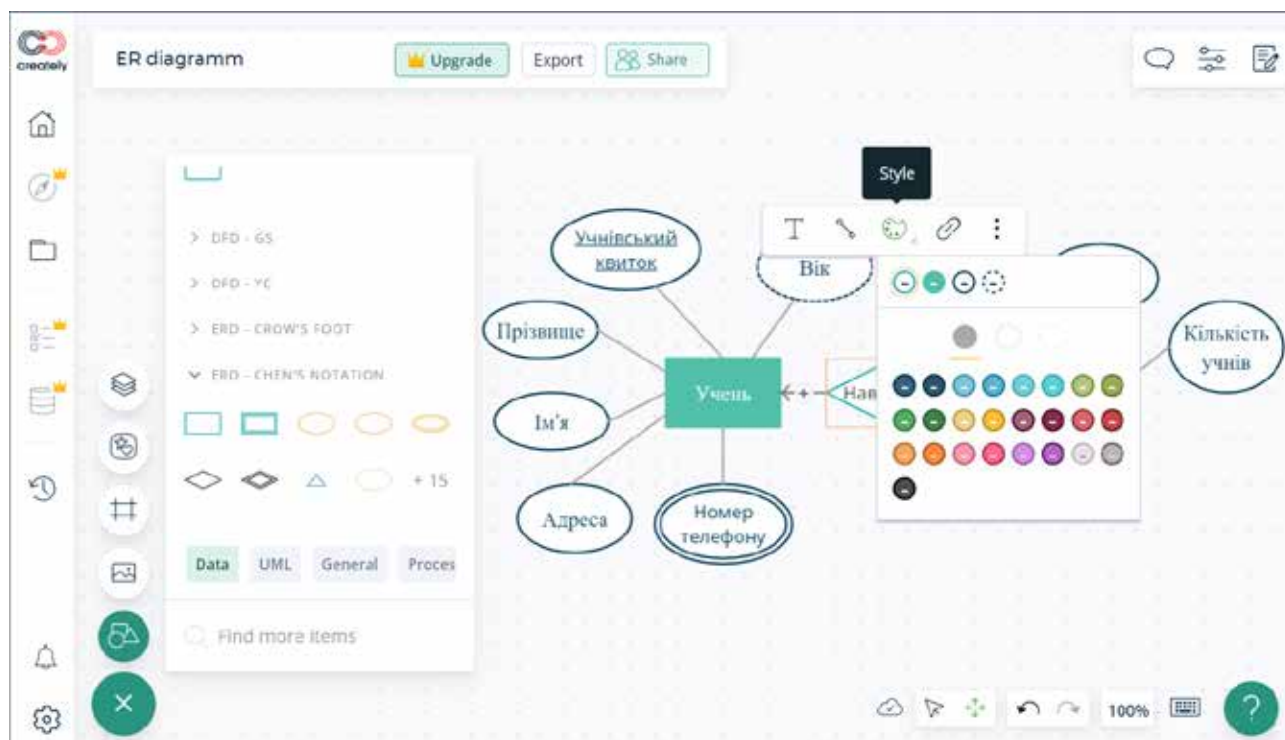 creately
ER diagramm
Upgrade
Export
Share
Style
DFD - GS
DFD - YC
ERD - CROW'S FOOT
ERD - CHEN'S NOTATION
+ 15
Data
UML
General
Proces
Find more items
Учнівський
квиток
Вік
Прізвище
Кількість
учнів
Учень
Нав
Ім'я
Адреса
Номер
телефону
100%
?